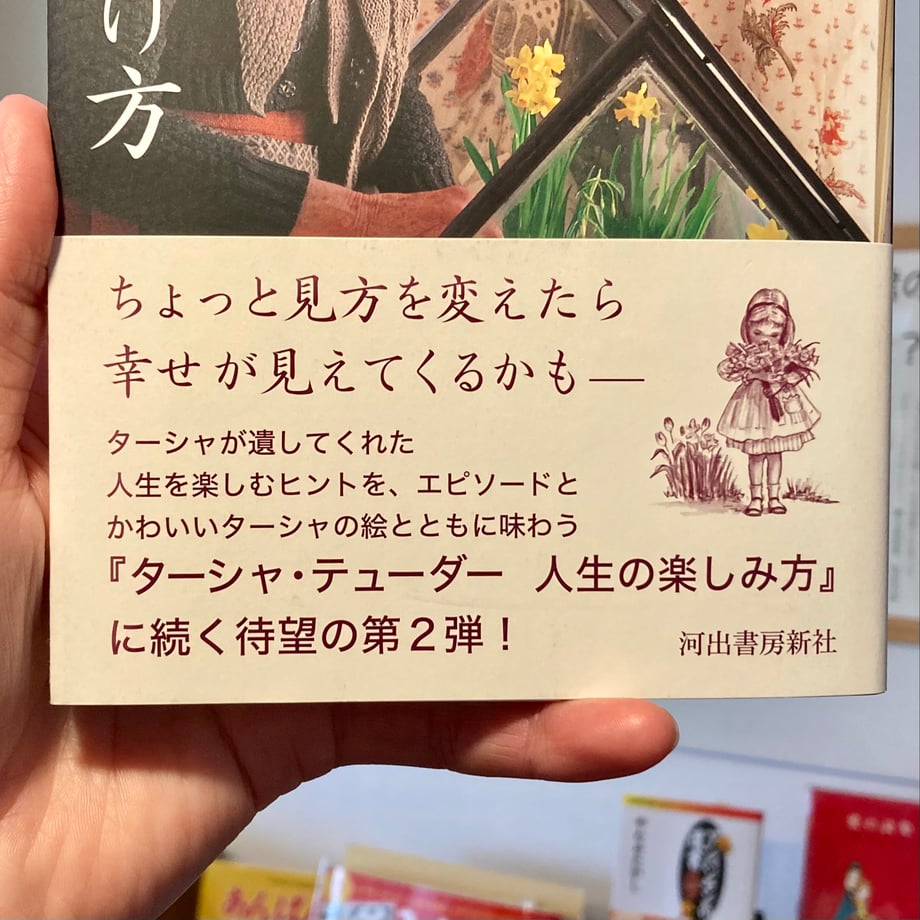 け方
ちょっと見方を変えたら
幸せが見えてくるかも―
ターシャが遺してくれた
人生を楽しむヒントを、エピソードと
かわいいターシャの絵とともに味わう
『ターシャ・テューダー 人生の楽しみ方』
に続く待望の第２弾！
河出書房新社